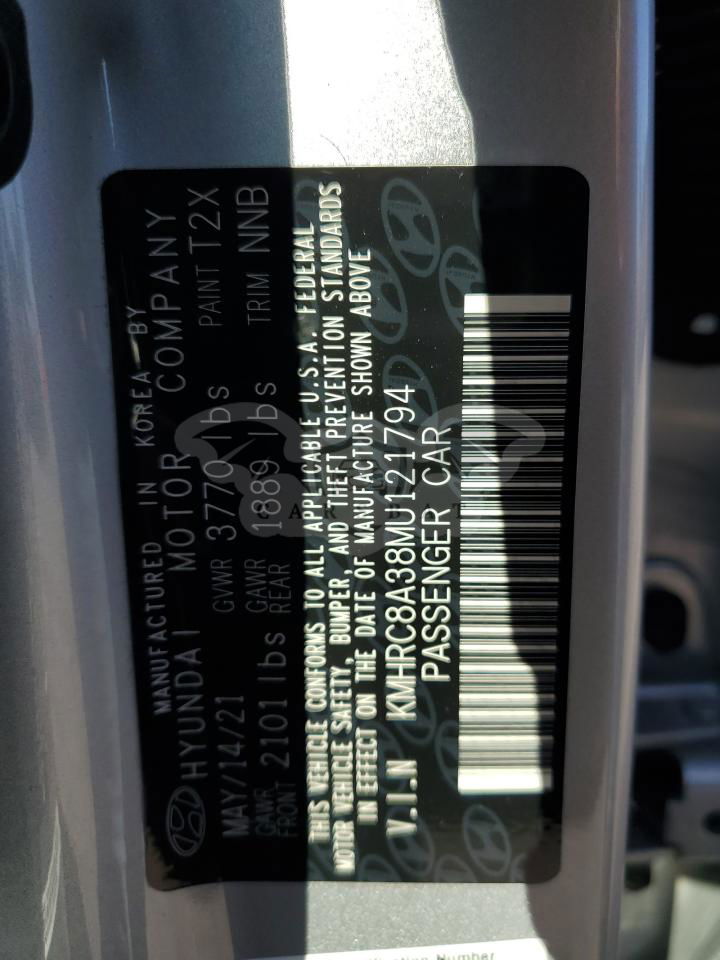 MANUFACTURED IN KOREA BY
HYUNDAI MOTOR COMPANY
MAY/14/21 GVWR 3770 lbs PAINT T2X
GAWR FRONT 2101 lbs GAWR REAR 1889 lbs TRIM NNB
THIS VEHICLE CONFORMS TO ALL APPLICABLE U.S.A. FEDERAL
MOTOR VEHICLE SAFETY, BUMPER, AND THEFT PREVENTION STANDARDS
IN EFFECT ON THE DATE OF MANUFACTURE SHOWN ABOVE
V.I.N KMHRC8A38MU121794
PASSENGER CAR
Number